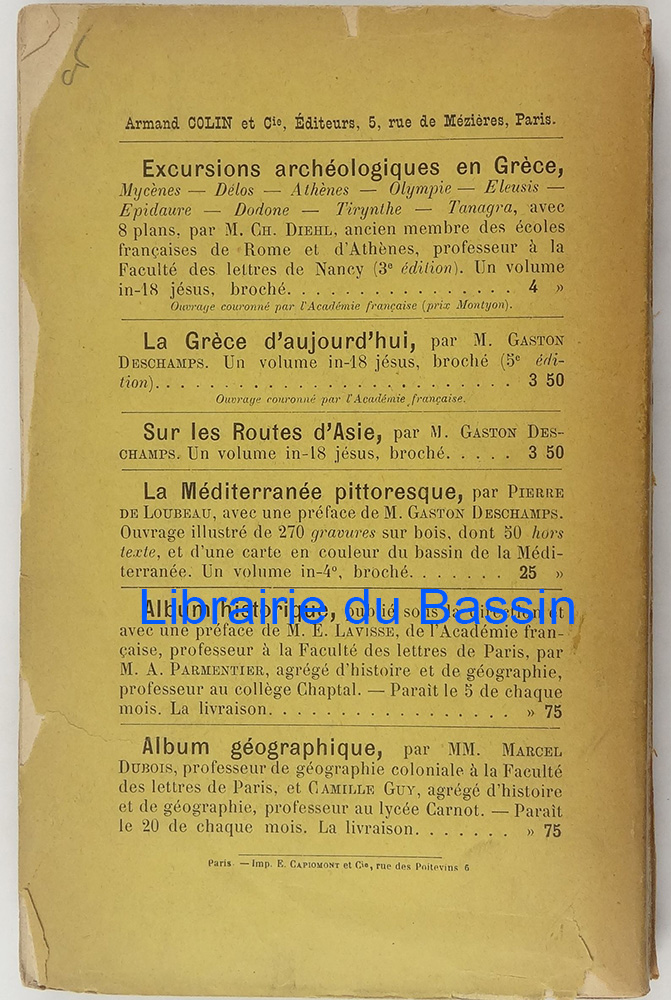 Armand COLIN et Cie, Éditeurs, 5, rue de Mézières, Paris.
Excursions archéologiques en Grèce,
Mycènes — Délos — Athènes — Olympie — Eleusis —
Epidaure — Dodone — Tirynthe — Tanagra, avec
8 plans, par M. CH. DIEHL, ancien membre des écoles
françaises de Rome et d'Athènes, professeur à la
Faculté des lettres de Nancy (3e édition). Un volume
in-18 jésus, broché. . . . . . . . . . . . . . . . 4 »
Ouvrage couronné par l'Académie française (prix Montyon).
La Grèce d'aujourd'hui, par M. GASTON
DESCHAMPS. Un volume in-18 jésus, broché (5e édi-
tion). . . . . . . . . . . . . . . . . . . . . . . . . 3 50
Ouvrage couronné par l'Académie française.
Sur les Routes d'Asie, par M. GASTON DES-
CHAMPS. Un volume in-18 jésus, broché. . . . . 3 50
La Méditerranée pittoresque, par PIERRE
DE LOUBEAU, avec une préface de M. GASTON DESCHAMPS.
Ouvrage illustré de 270 gravures sur bois, dont 50 hors
texte, et d'une carte en couleur du bassin de la Médi-
terranée. Un volume in-4o, broché. . . . . . . 25 »
Album historique, publié sous la direction et
Librairie du Bassin
avec une préface de M. E. LAVISSE, de l'Académie fran-
çaise, professeur à la Faculté des lettres de Paris, par
M. A. PARMENTIER, agrégé d'histoire et de géographie,
professeur au collège Chaptal. — Paraît le 5 de chaque
mois. La livraison. . . . . . . . . . . . . . . . . » 75
Album géographique, par MM. MARCEL
DUBOIS, professeur de géographie coloniale à la Faculté
des lettres de Paris, et CAMILLE GUY, agrégé d'histoire
et de géographie, professeur au lycée Carnot. — Paraît
le 20 de chaque mois. La livraison. . . . . . . » 75
Paris. — Imp. E. CAPIOMONT et Cie, rue des Poitevins 6